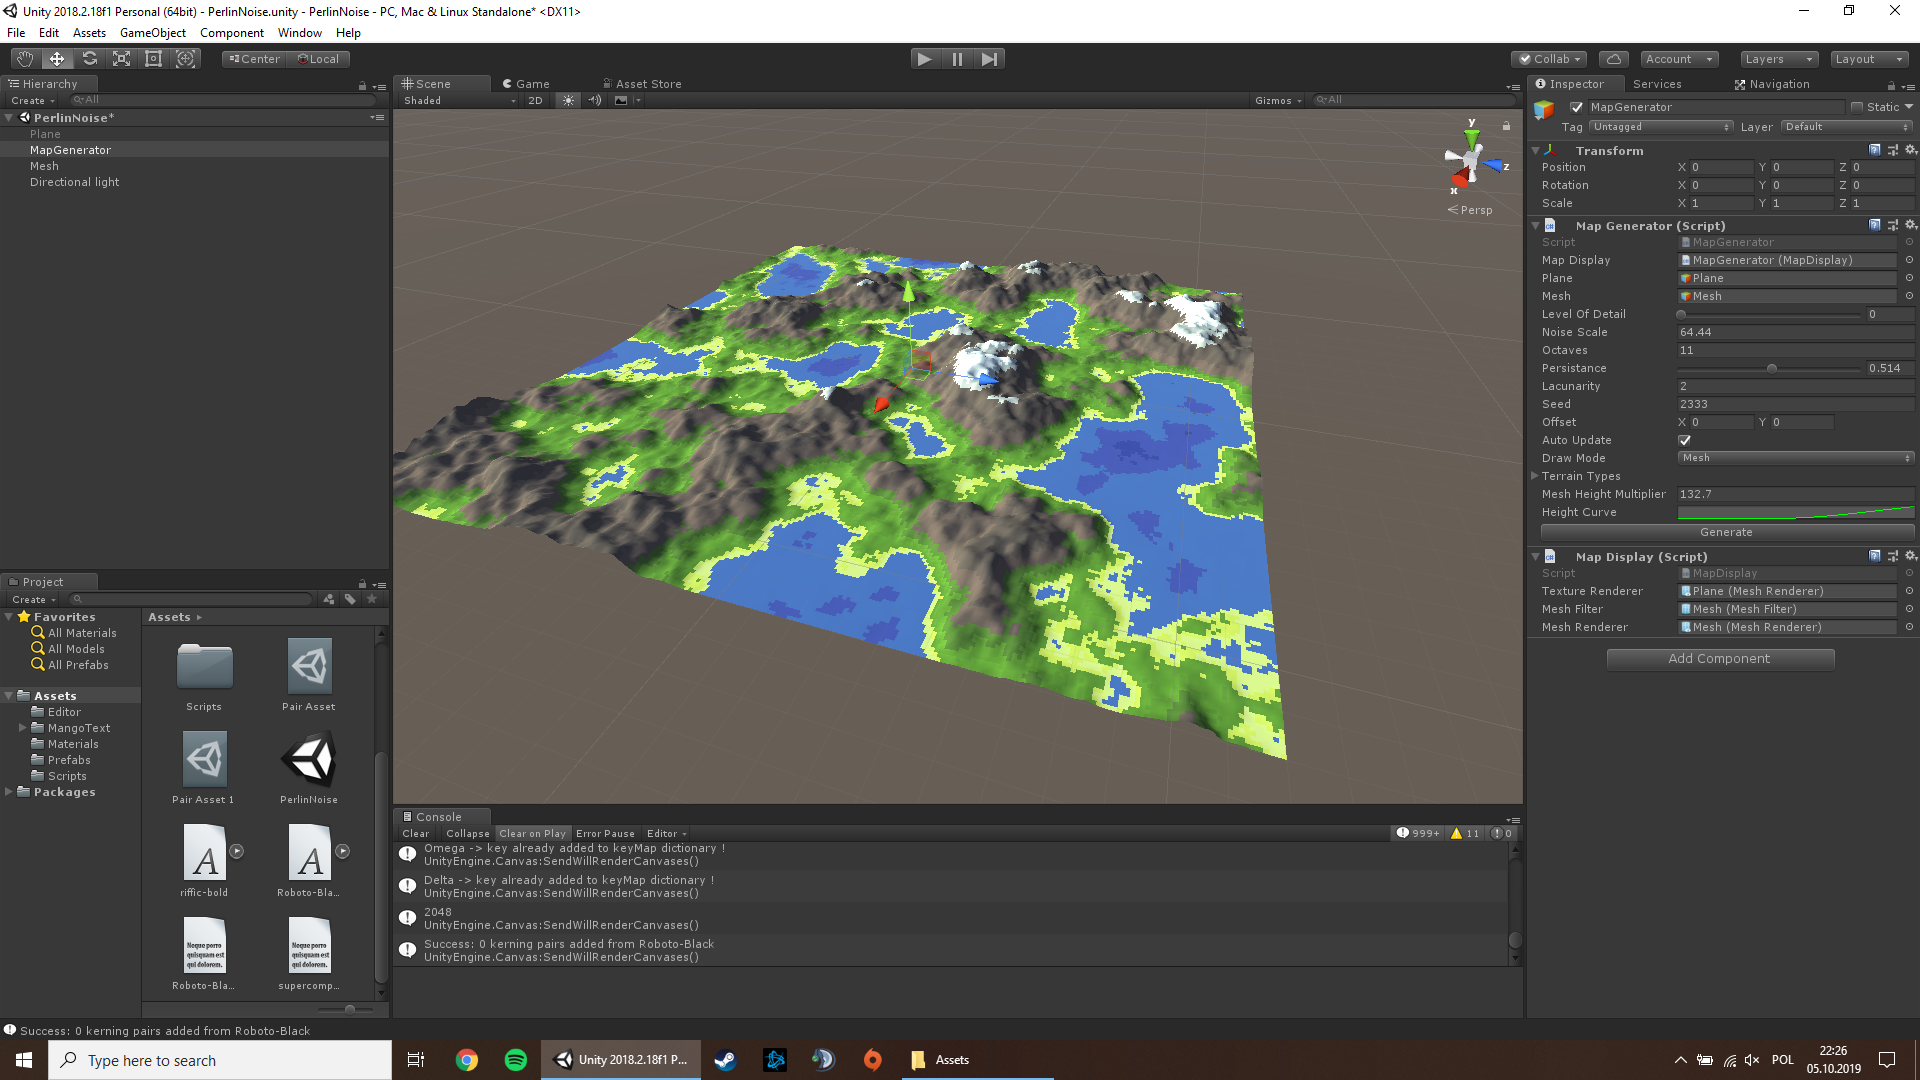 Unity 2018.2.18f1 Personal (64bit) - PerlinNoise.unity - PerlinNoise - PC, Mac & Linux Standalone* <DX11>
File Edit Assets GameObject Component Window Help
Center Local Collab Account Layers Layout
Hierarchy
Create All
PerlinNoise*
Plane
MapGenerator
Mesh
Directional light
Scene Game Asset Store
Shaded 2D Gizmos All
y
z
x
Persp
Inspector Services Navigation
MapGenerator Static
Tag Untagged Layer Default
Transform
Position X 0 Y 0 Z 0
Rotation X 0 Y 0 Z 0
Scale X 1 Y 1 Z 1
Map Generator (Script)
Script MapGenerator
Map Display MapGenerator (MapDisplay)
Plane Plane
Mesh Mesh
Level Of Detail 0
Noise Scale 64.44
Octaves 11
Persistance 0.514
Lacunarity 2
Seed 2333
Offset X 0 Y 0
Auto Update
Draw Mode Mesh
Terrain Types
Mesh Height Multiplier 132.7
Height Curve
Generate
Map Display (Script)
Script MapDisplay
Texture Renderer Plane (Mesh Renderer)
Mesh Filter Mesh (Mesh Filter)
Mesh Renderer Mesh (Mesh Renderer)
Add Component
Project
Create
Favorites
All Materials
All Models
All Prefabs
Assets
Editor
MangoText
Materials
Prefabs
Scripts
Packages
Assets
Scripts Pair Asset
Pair Asset 1 PerlinNoise
A A
riffic-bold Roboto-Bla...
Neque porro Neque porro
quisquam est quisquam est
qui dolorem. qui dolorem.
Roboto-Bla... supercomp...
Console
Clear Collapse Clear on Play Error Pause Editor 999+ 11 0
Omega -> key already added to keyMap dictionary !
UnityEngine.Canvas:SendWillRenderCanvases()
Delta -> key already added to keyMap dictionary !
UnityEngine.Canvas:SendWillRenderCanvases()
2048
UnityEngine.Canvas:SendWillRenderCanvases()
Success: 0 kerning pairs added from Roboto-Black
UnityEngine.Canvas:SendWillRenderCanvases()
Success: 0 kerning pairs added from Roboto-Black
Type here to search Unity 2018.2.18f1 P... Assets POL 22:26
05.10.2019